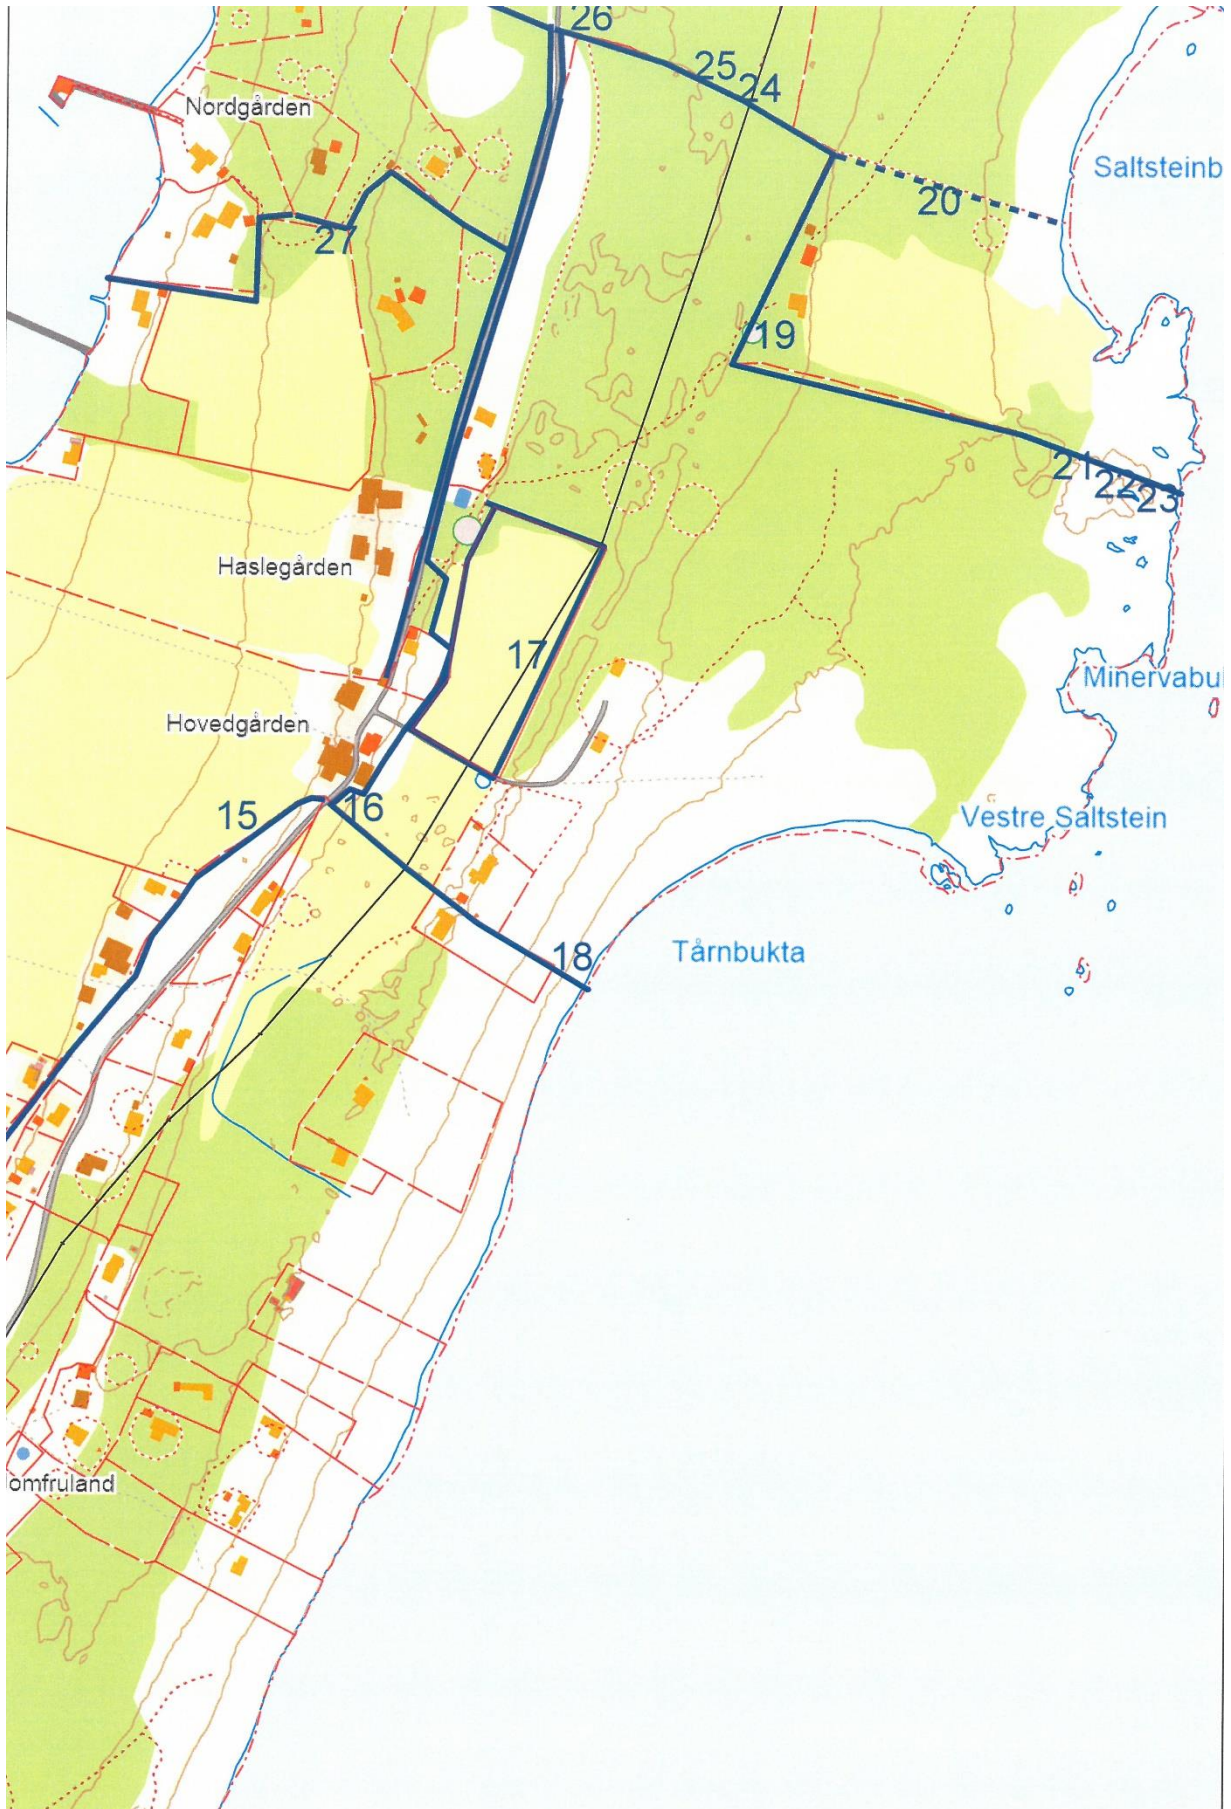 26
25
24
Nordgården
Saltsteinb
20
27
19
21
22
23
Haslegården
17
Minervabu
Hovedgården
15
16
Vestre Saltstein
18
Tårnbukta
omfruland